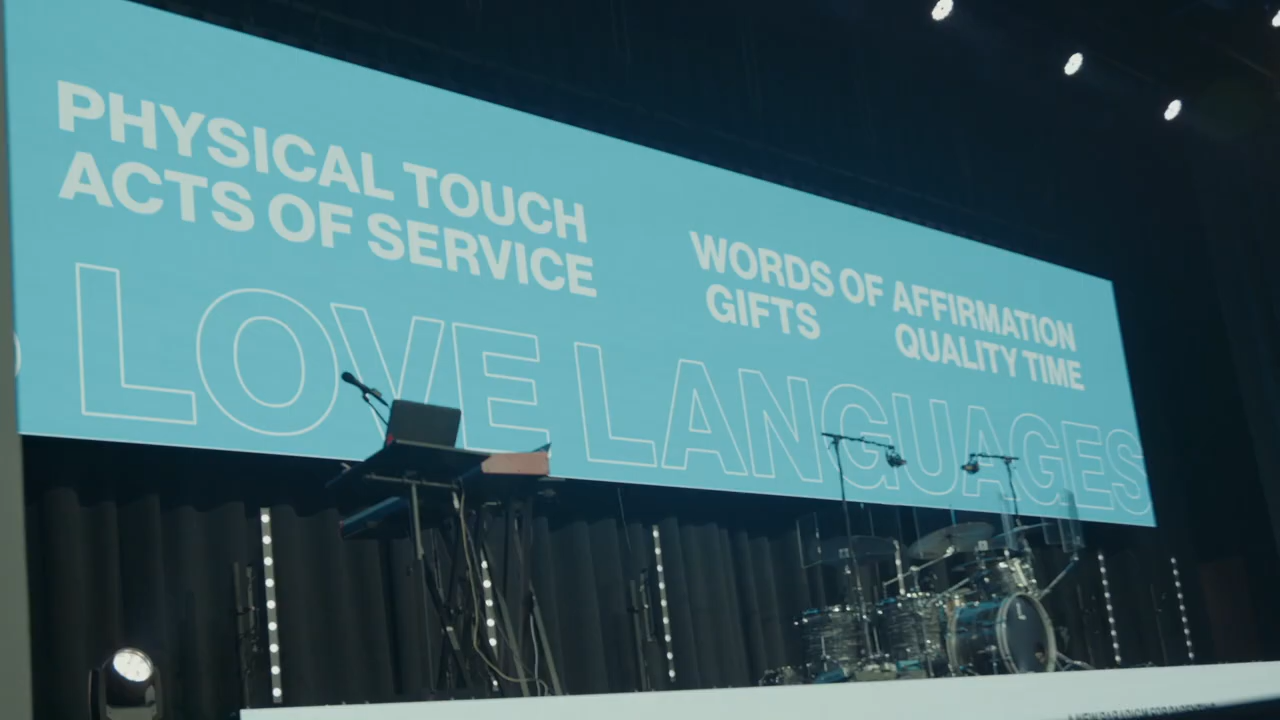 PHYSICAL TOUCH
ACTS OF SERVICE
WORDS OF AFFIRMATION
GIFTS QUALITY TIME
LOVE LANGUAGES